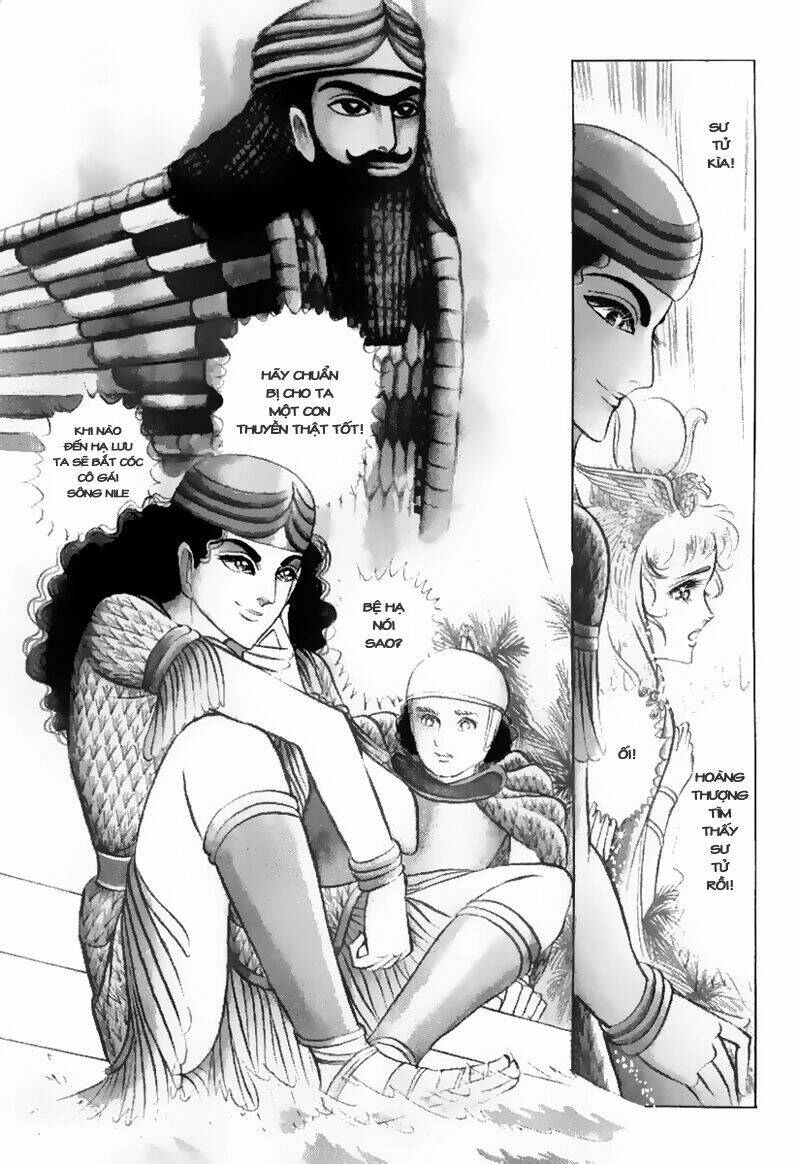 SƯ
TỬ
KÌA!
HÃY CHUẨN
BỊ CHO TA
MỘT CON
THUYỀN THẬT TỐT!
KHI NÀO
ĐẾN HẠ LƯU
TA SẼ BẮT CÓC
CÔ GÁI
SÔNG NILE
BỆ HẠ
NÓI
SAO?
ỐI!
HOÀNG
THƯỢNG
TÌM
THẤY
SƯ
TỬ
RỒI!